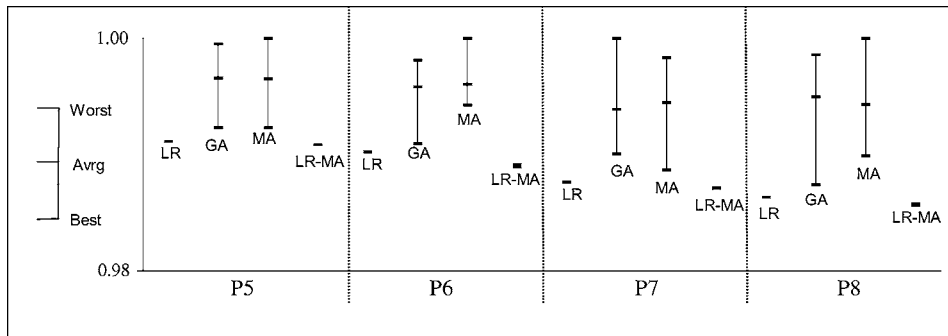 1.00
Worst
Avrg
Best
LR
GA
MA
LR-MA
LR
GA
MA
LR-MA
LR
GA
MA
LR-MA
LR
GA
MA
LR-MA
0.98
P5
P6
P7
P8